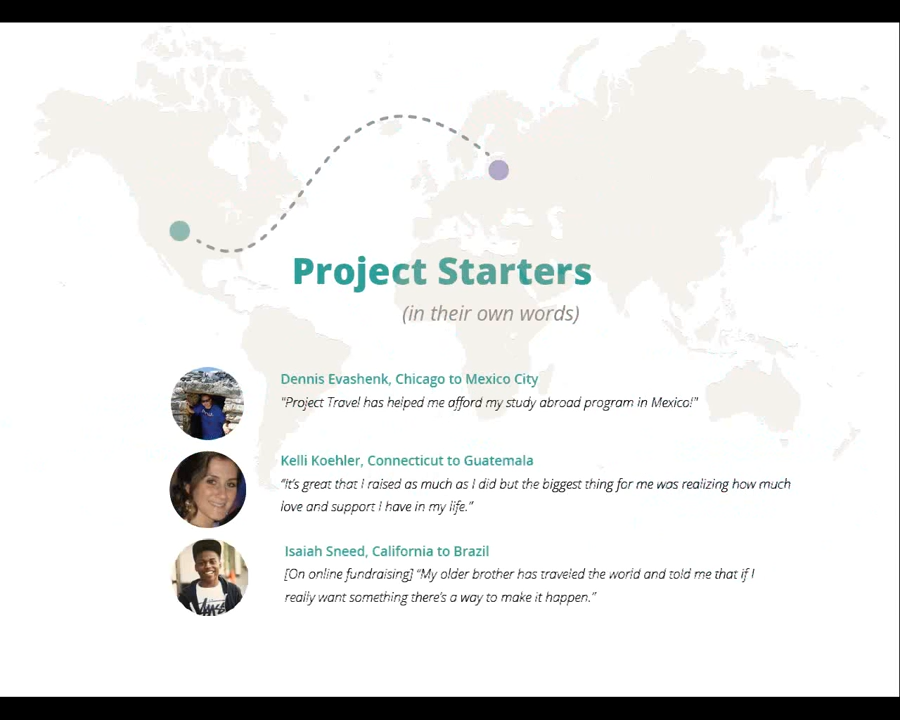 Project Starters
(in their own words)
Dennis Evashenk, Chicago to Mexico City
“Project Travel has helped me afford my study abroad program in Mexico!”
Kelli Koehler, Connecticut to Guatemala
“It’s great that I raised as much as I did but the biggest thing for me was realizing how much
love and support I have in my life.”
Isaiah Sneed, California to Brazil
[On online fundraising] “My older brother has traveled the world and told me that if I
really want something there’s a way to make it happen.”